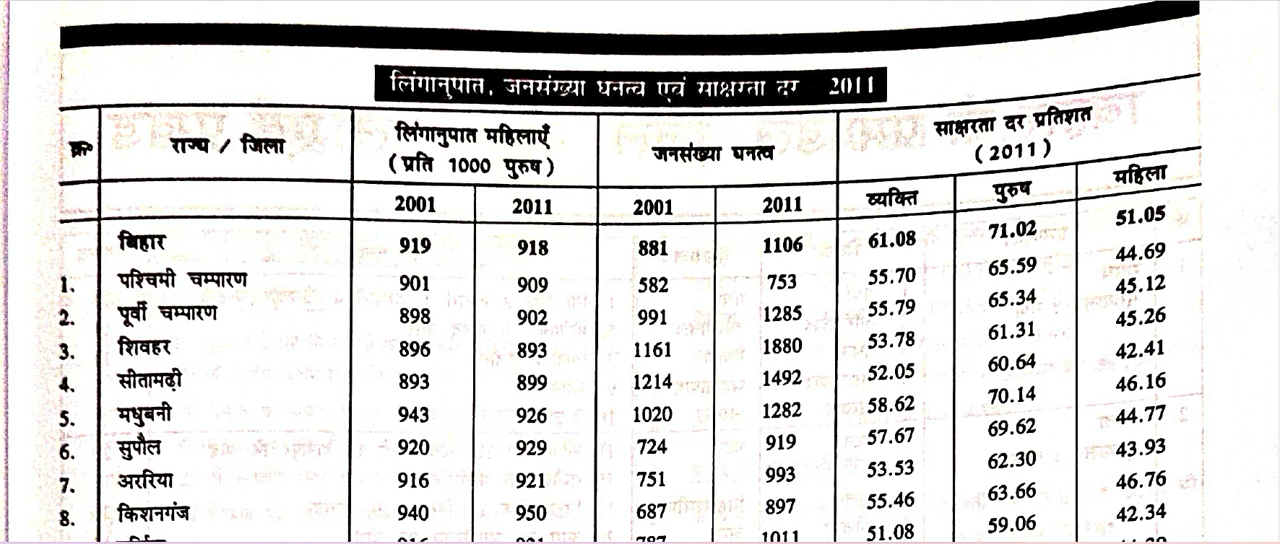 लिंगानुपात, जनसंख्या घनत्व एवं साक्षरता दर 2011
क्र० राज्य / जिला लिंगानुपात महिलाएँ (प्रति 1000 पुरुष) जनसंख्या घनत्व साक्षरता दर प्रतिशत (2011)
2001 2011 2001 2011 व्यक्ति पुरुष महिला
बिहार 919 918 881 1106 61.08 71.02 51.05
1. पश्चिमी चम्पारण 901 909 582 753 55.70 65.59 44.69
2. पूर्वी चम्पारण 898 902 991 1285 55.79 65.34 45.12
3. शिवहर 896 893 1161 1880 53.78 61.31 45.26
4. सीतामढ़ी 893 899 1214 1492 52.05 60.64 42.41
5. मधुबनी 943 926 1020 1282 58.62 70.14 46.16
6. सुपौल 920 929 724 919 57.67 69.62 44.77
7. अररिया 916 921 751 993 53.53 62.30 43.93
8. किशनगंज 940 950 687 897 55.46 63.66 46.76
1011 51.08 59.06 42.34